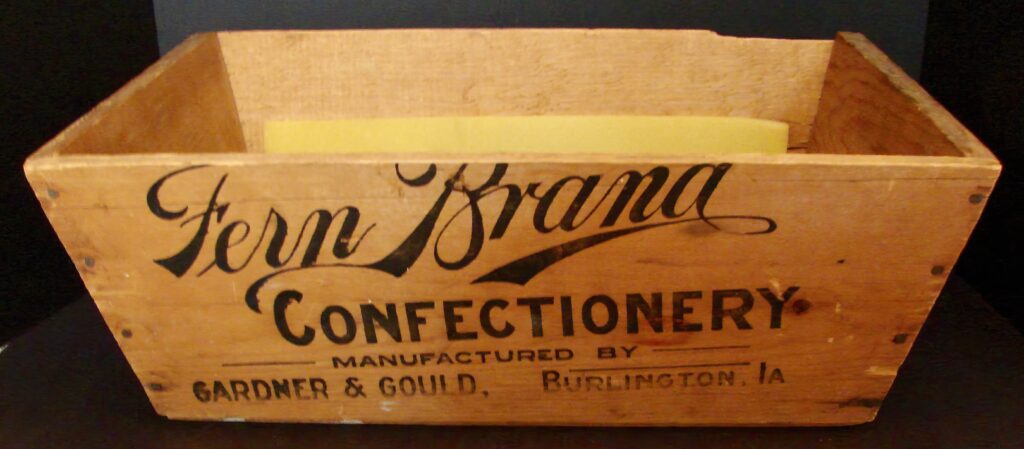 Fern Brand
CONFECTIONERY
MANUFACTURED BY
GARDNER & GOULD, BURLINGTON, IA